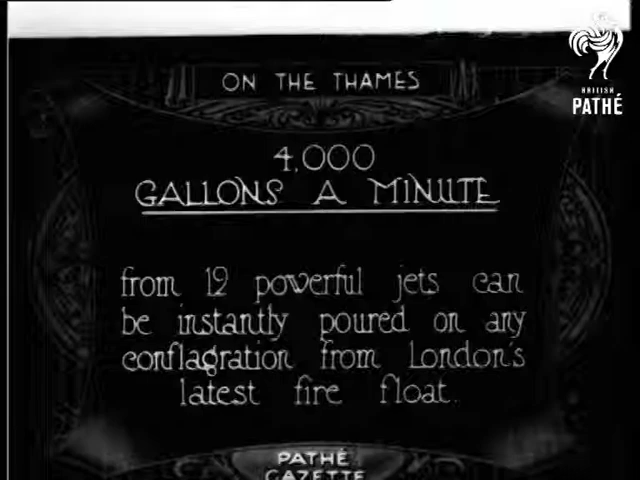 ON THE THAMES
BRITISH
PATHÉ
4,000
GALLONS A MINUTE
from 12 powerful jets can
be instantly poured on any
conflagration from London's
latest fire float.
PATHÉ
GAZETTE